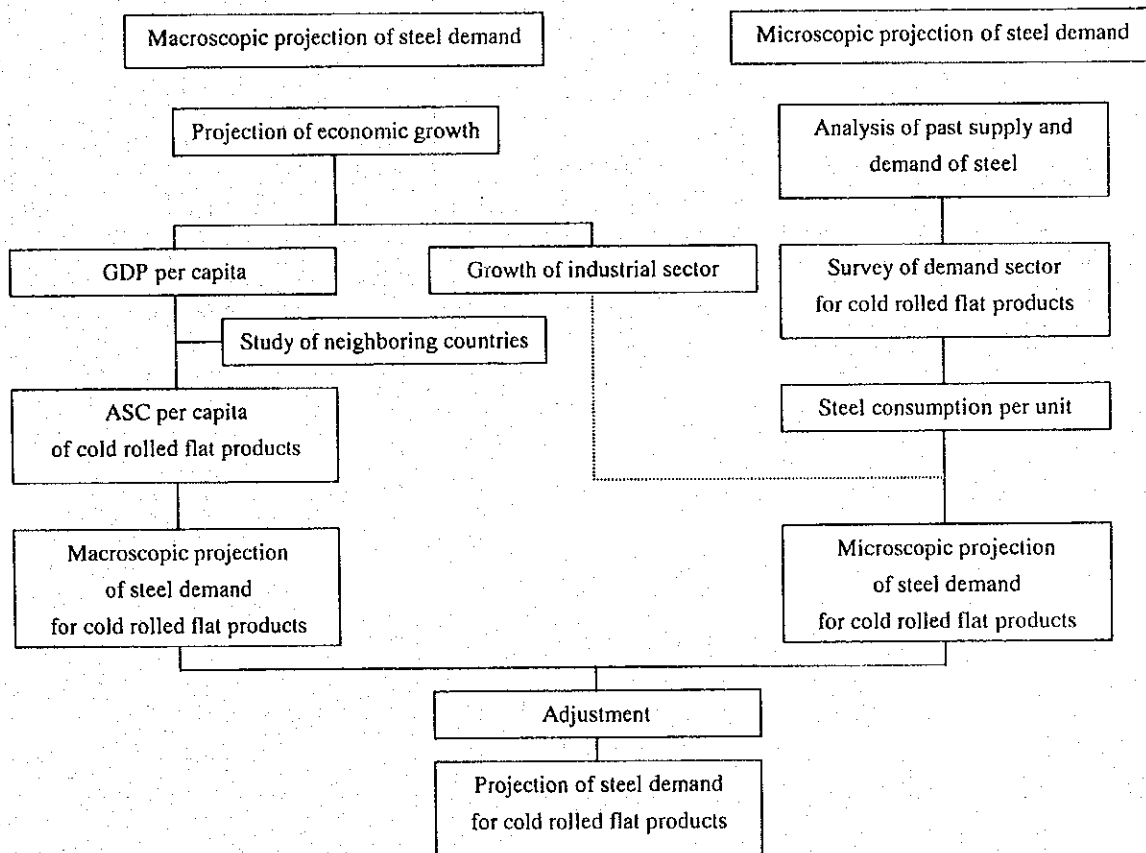 Macroscopic projection of steel demand
Microscopic projection of steel demand
Projection of economic growth
Analysis of past supply and
demand of steel
GDP per capita
Growth of industrial sector
Survey of demand sector
for cold rolled flat products
Study of neighboring countries
ASC per capita
of cold rolled flat products
Steel consumption per unit
Macroscopic projection
of steel demand
for cold rolled flat products
Microscopic projection
of steel demand
for cold rolled flat products
Adjustment
Projection of steel demand
for cold rolled flat products